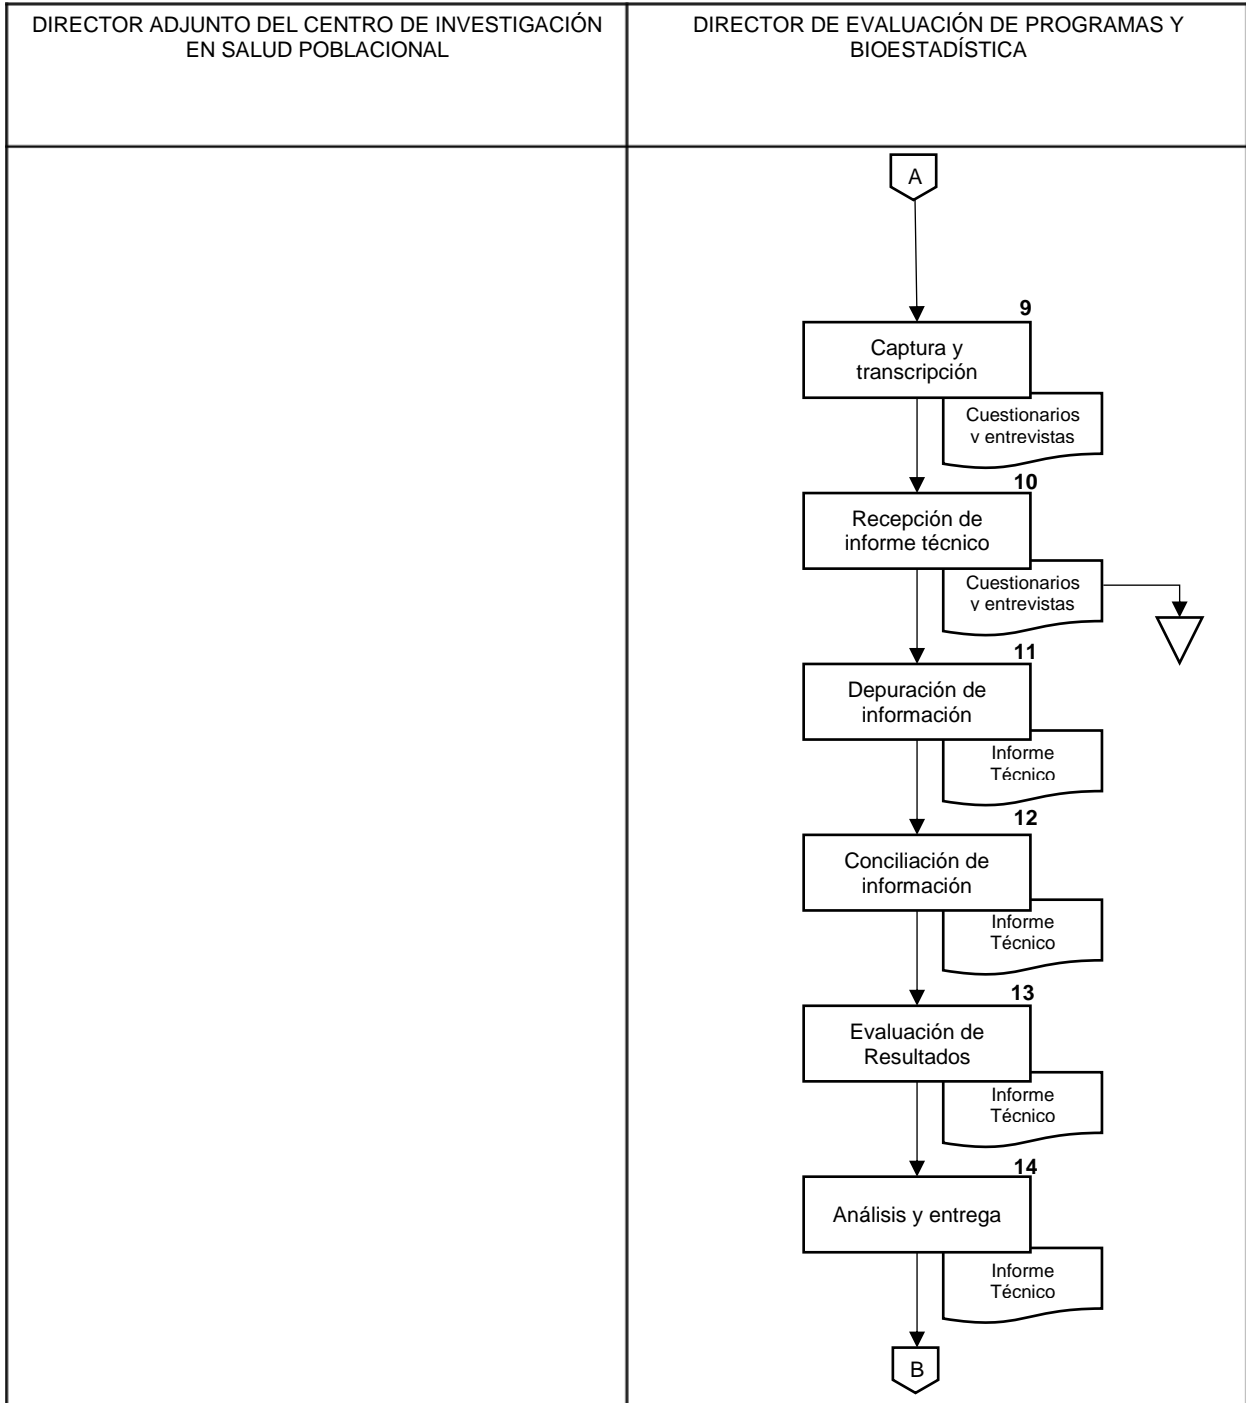 DIRECTOR ADJUNTO DEL CENTRO DE INVESTIGACIÓN
EN SALUD POBLACIONAL
DIRECTOR DE EVALUACIÓN DE PROGRAMAS Y
BIOESTADÍSTICA
A
9
Captura y
transcripción
Cuestionarios
y entrevistas
10
Recepción de
informe técnico
Cuestionarios
y entrevistas
11
Depuración de
información
Informe
Técnico
12
Conciliación de
información
Informe
Técnico
13
Evaluación de
Resultados
Informe
Técnico
14
Análisis y entrega
Informe
Técnico
B